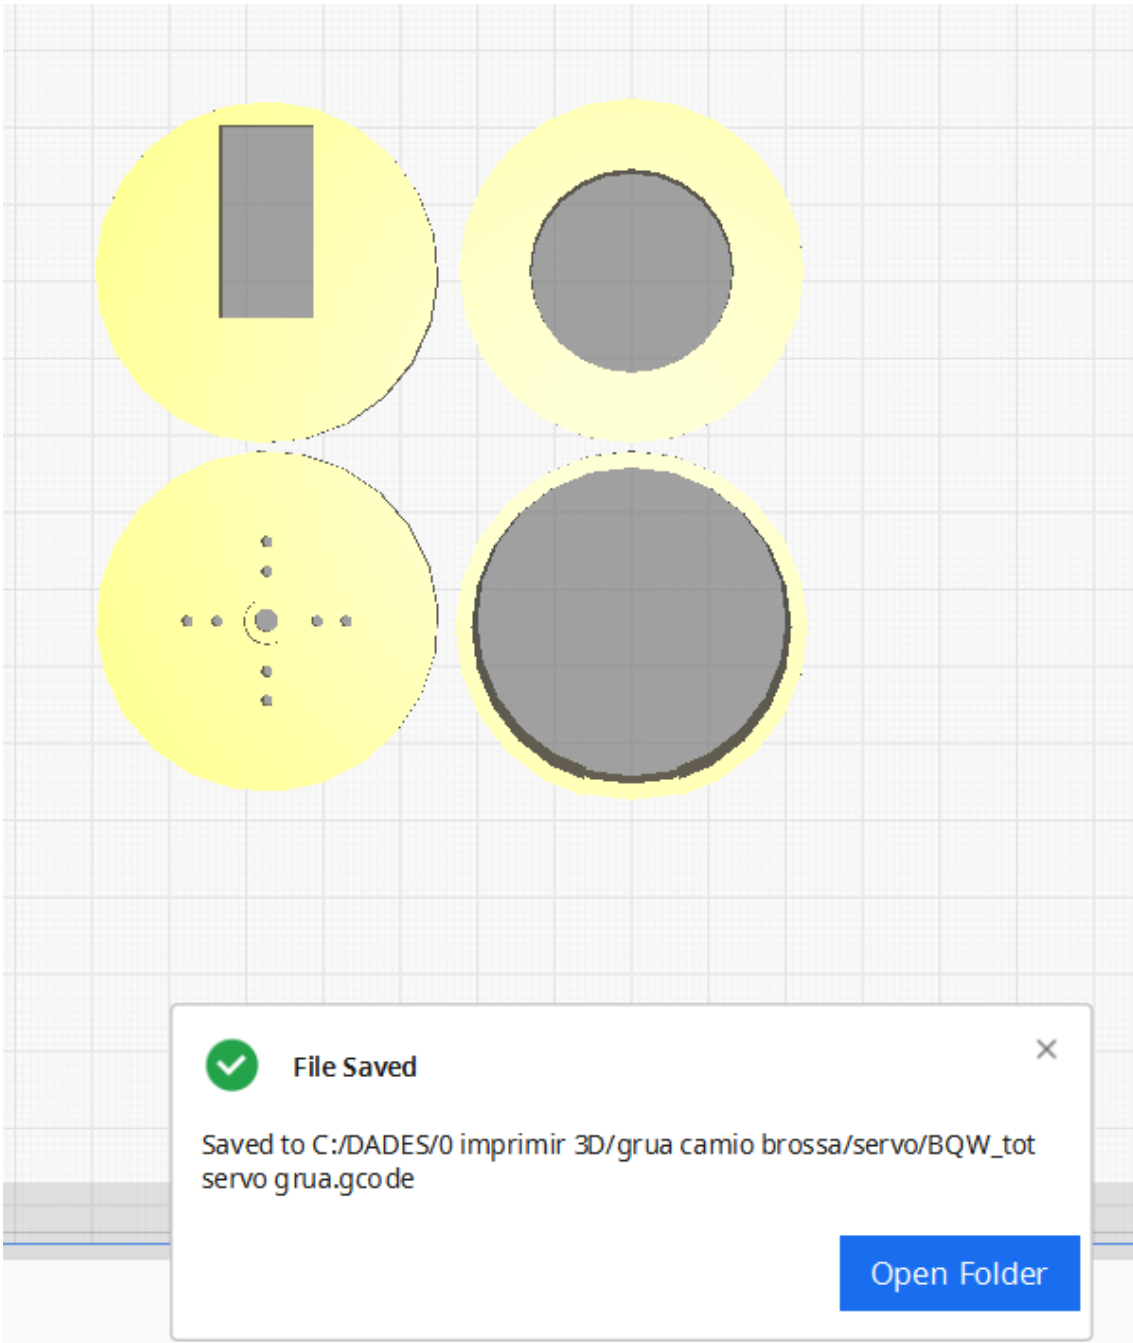 File Saved
Saved to C:/DADES/0 imprimir 3D/grua camio brossa/servo/BQW_tot
servo grua.gcode
Open Folder